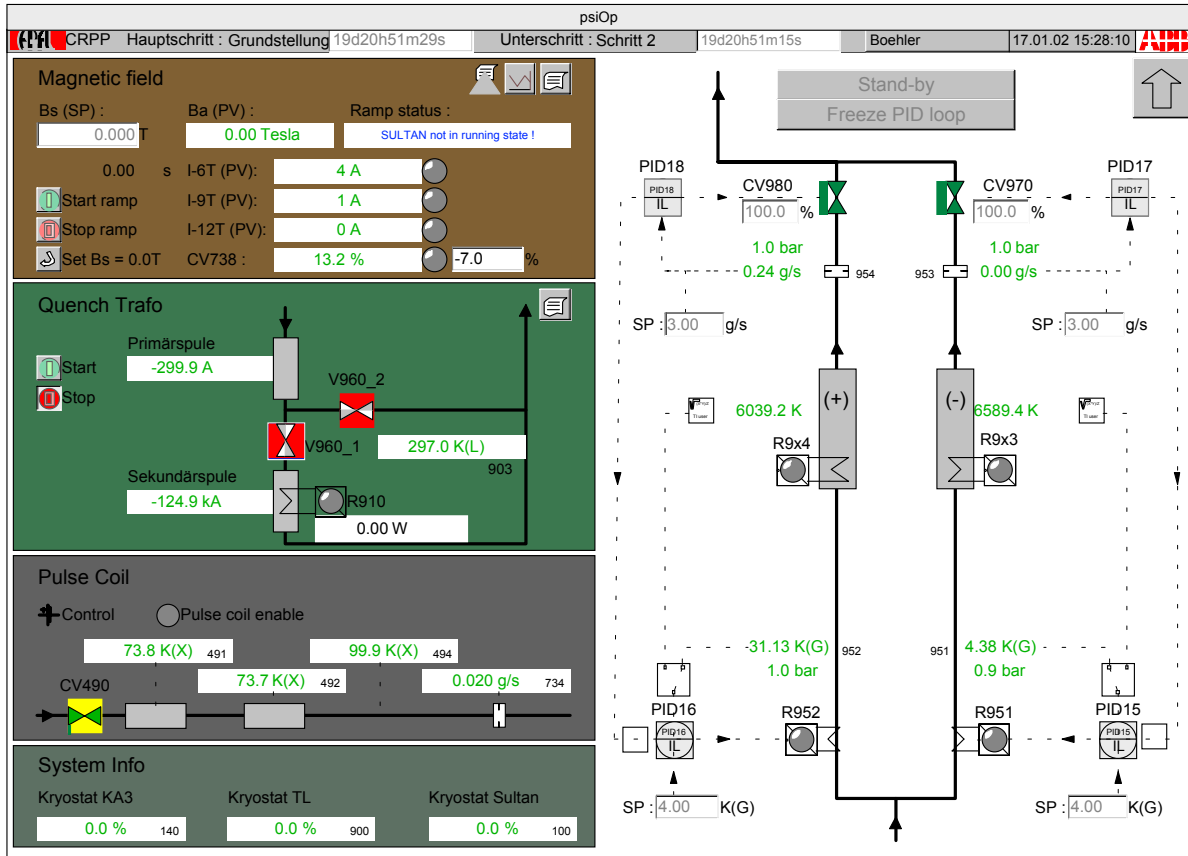 psiOp
CRPP Hauptschritt : Grundstellung 19d20h51m29s Unterschritt : Schritt 2 19d20h51m15s Boehler 17.01.02 15:28:10 ABB
Magnetic field
Bs (SP) : Ba (PV) : Ramp status :
0.000 T 0.00 Tesla SULTAN not in running state !
0.00 s I-6T (PV): 4 A
Start ramp I-9T (PV): 1 A
Stop ramp I-12T (PV): 0 A
Set Bs = 0.0T CV738 : 13.2 % -7.0 %
Quench Trafo
Primärspule
Start -299.9 A
Stop
V960_2
V960_1 297.0 K(L)
903
Sekundärspule
-124.9 kA R910
0.00 W
Pulse Coil
Control Pulse coil enable
73.8 K(X) 491 99.9 K(X) 494
CV490 73.7 K(X) 492 0.020 g/s 734
System Info
Kryostat KA3 Kryostat TL Kryostat Sultan
0.0 % 140 0.0 % 900 0.0 % 100
Stand-by
Freeze PID loop
PID18 PID17
PID18 IL CV980 CV970 PID17 IL
100.0 % 100.0 %
1.0 bar 1.0 bar
0.24 g/s 954 953 0.00 g/s
SP : 3.00 g/s SP : 3.00 g/s
(+) (-)
6039.2 K 6589.4 K
TI user TI user
R9x4 R9x3
-31.13 K(G) 952 951 4.38 K(G)
1.0 bar 0.9 bar
PID16 R952 R951 PID15
PID16 IL PID15 IL
SP : 4.00 K(G) SP : 4.00 K(G)